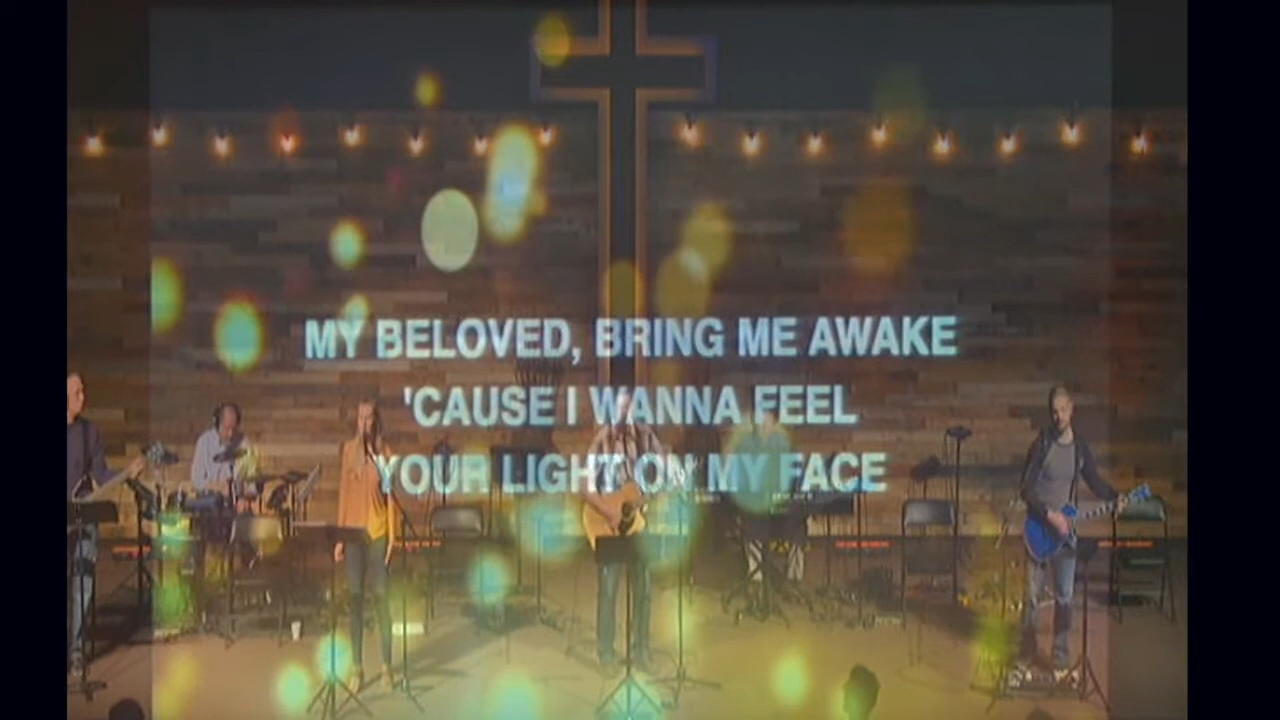 MY BELOVED, BRING ME AWAKE
'CAUSE I WANNA FEEL
YOUR LIGHT ON MY FACE